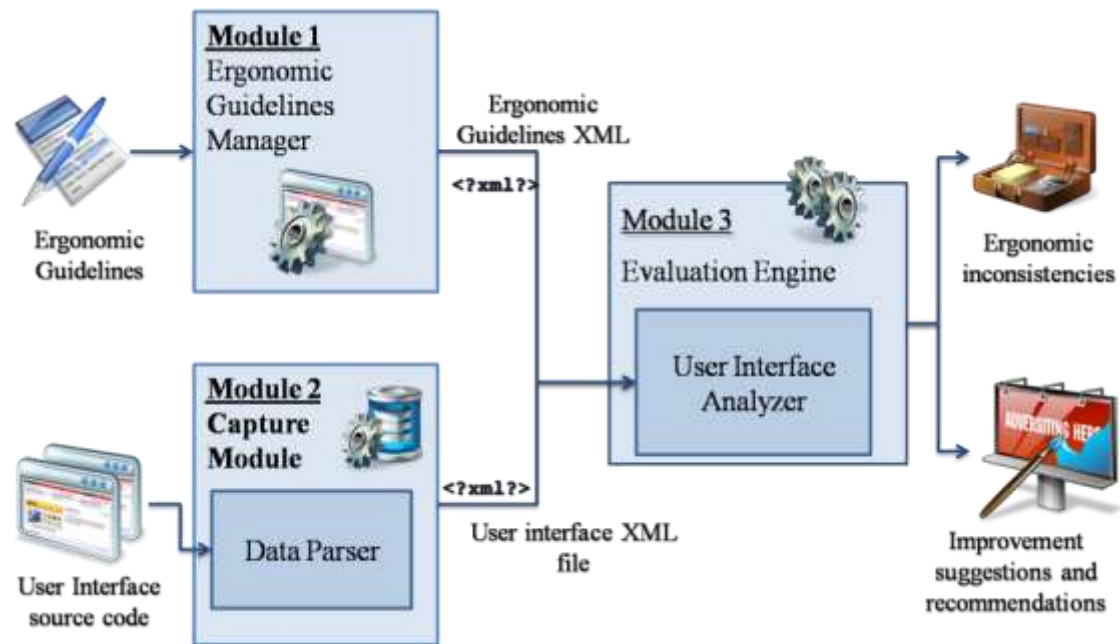 Module 1
Ergonomic
Guidelines
Manager
Ergonomic
Guidelines
Ergonomic
Guidelines XML
<?xml?>
Module 2
Capture
Module
Data Parser
User Interface
source code
<?xml?>
User interface XML
file
Module 3
Evaluation Engine
User Interface
Analyzer
Ergonomic
inconsistencies
ADVERSITING HERE
Improvement
suggestions and
recommendations